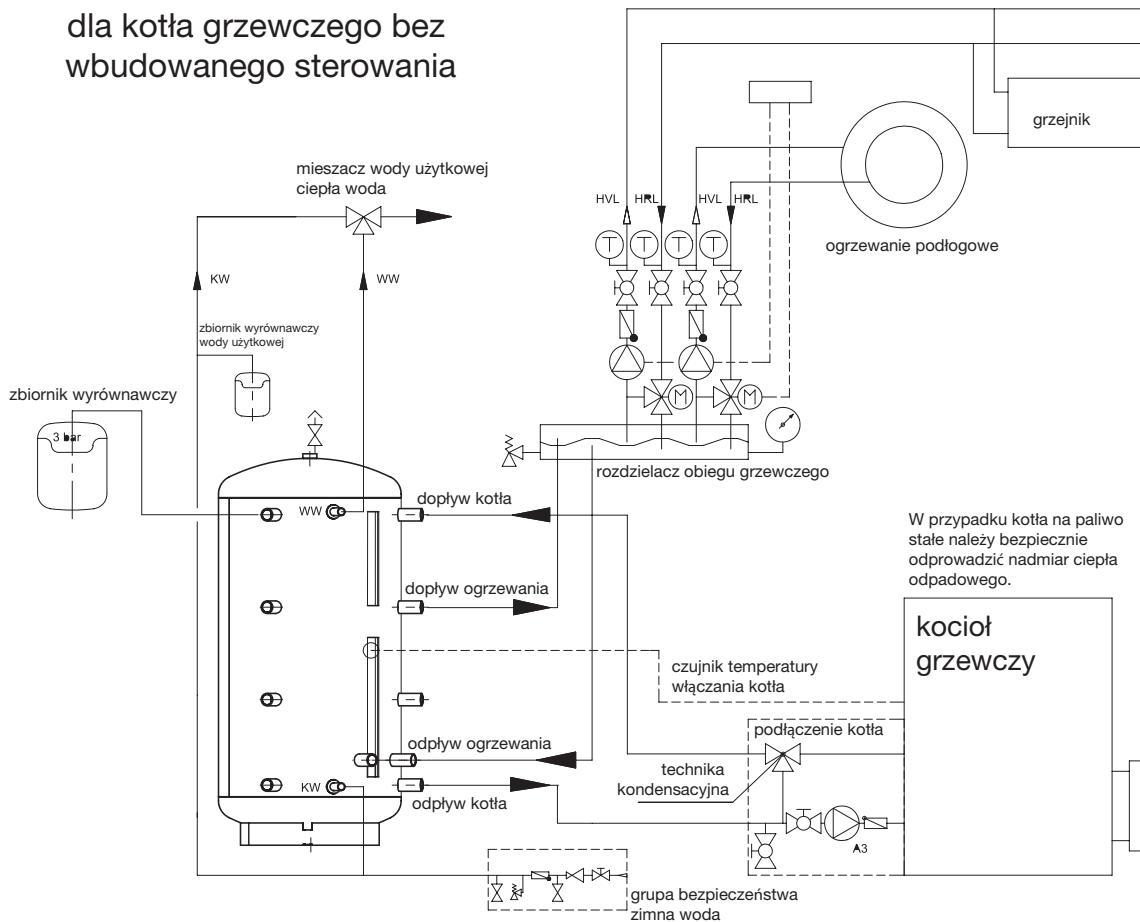 dla kotła grzewczego bez
wbudowanego sterowania
grzejnik
mieszacz wody użytkowej
ciepła woda
HVL
HRL
HVL
HRL
ogrzewanie podłogowe
T
T
T
T
KW
WW
zbiornik wyrównawczy
wody użytkowej
zbiornik wyrównawczy
3 bar
M
M
rozdzielacz obiegu grzewczego
WW
dopływ kotła
W przypadku kotła na paliwo
stałe należy bezpiecznie
odprowadzić nadmiar ciepła
odpadowego.
dopływ ogrzewania
kocioł
grzewczy
czujnik temperatury
włączania kotła
podłączenie kotła
odpływ ogrzewania
technika
kondensacyjna
KW
odpływ kotła
A3
grupa bezpieczeństwa
zimna woda